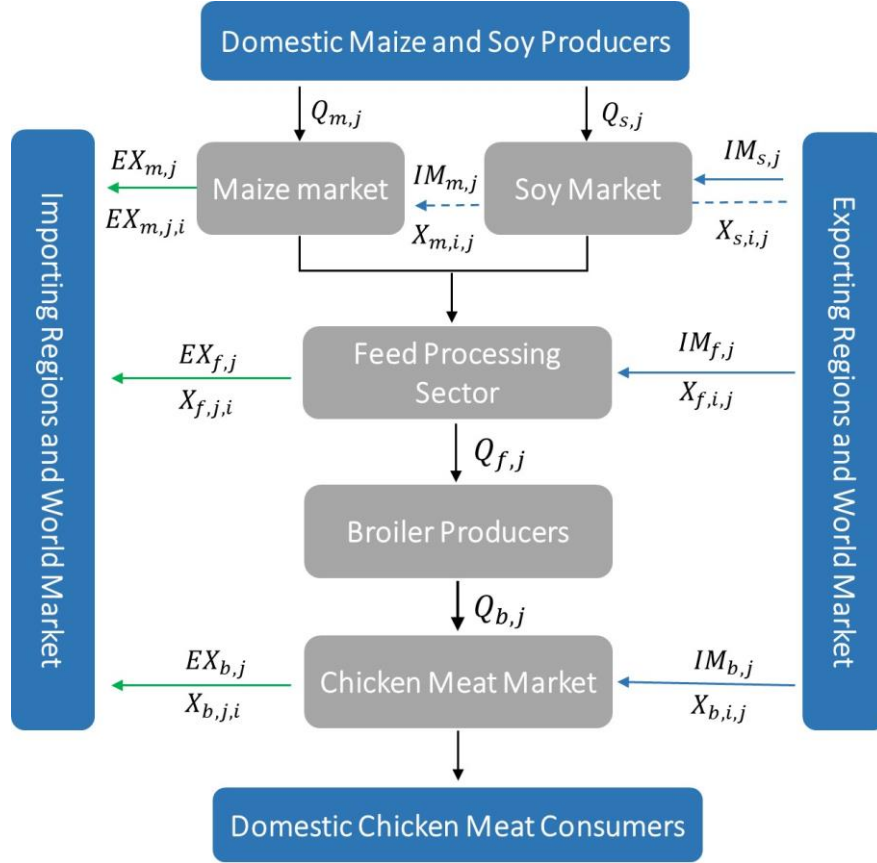 Domestic Maize and Soy Producers
Q_{m,j}
Q_{s,j}
Importing Regions and World Market
EX_{m,j}
EX_{m,j,i}
Maize market
IM_{m,j}
X_{m,i,j}
Soy Market
IM_{s,j}
X_{s,i,j}
Exporting Regions and World Market
EX_{f,j}
X_{f,j,i}
Feed Processing
Sector
IM_{f,j}
X_{f,i,j}
Q_{f,j}
Broiler Producers
Q_{b,j}
EX_{b,j}
X_{b,j,i}
Chicken Meat Market
IM_{b,j}
X_{b,i,j}
Domestic Chicken Meat Consumers